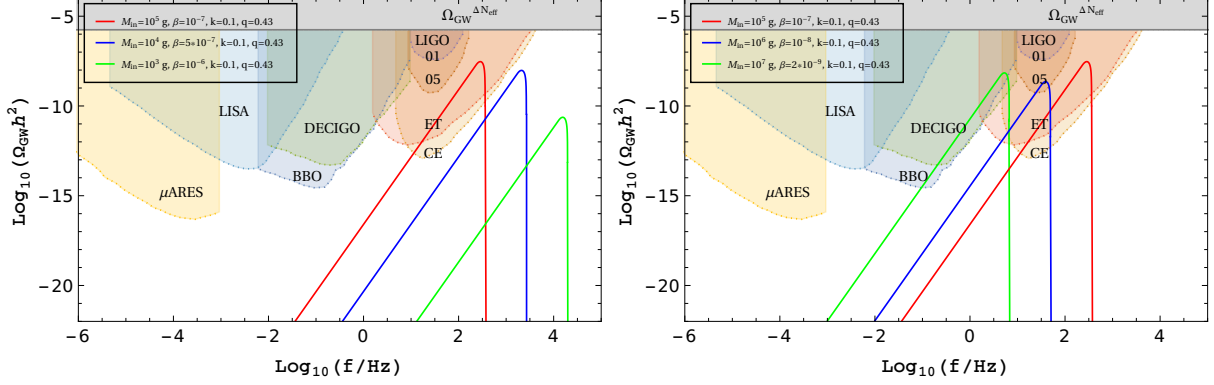 Ω_GW^ΔN_eff
M_in=10^5 g, β=10^-7, k=0.1, q=0.43
M_in=10^4 g, β=5*10^-7, k=0.1, q=0.43
M_in=10^3 g, β=10^-6, k=0.1, q=0.43
LIGO
01
05
LISA
DECIGO
ET
CE
BBO
μARES
-5
-10
-15
-20
Log_10(Ω_GW h^2)
-6
-4
-2
0
2
4
Log_10(f/Hz)
Ω_GW^ΔN_eff
M_in=10^5 g, β=10^-7, k=0.1, q=0.43
M_in=10^6 g, β=10^-8, k=0.1, q=0.43
M_in=10^7 g, β=2*10^-9, k=0.1, q=0.43
LIGO
01
05
LISA
DECIGO
ET
CE
BBO
μARES
-5
-10
-15
-20
Log_10(Ω_GW h^2)
-6
-4
-2
0
2
4
Log_10(f/Hz)